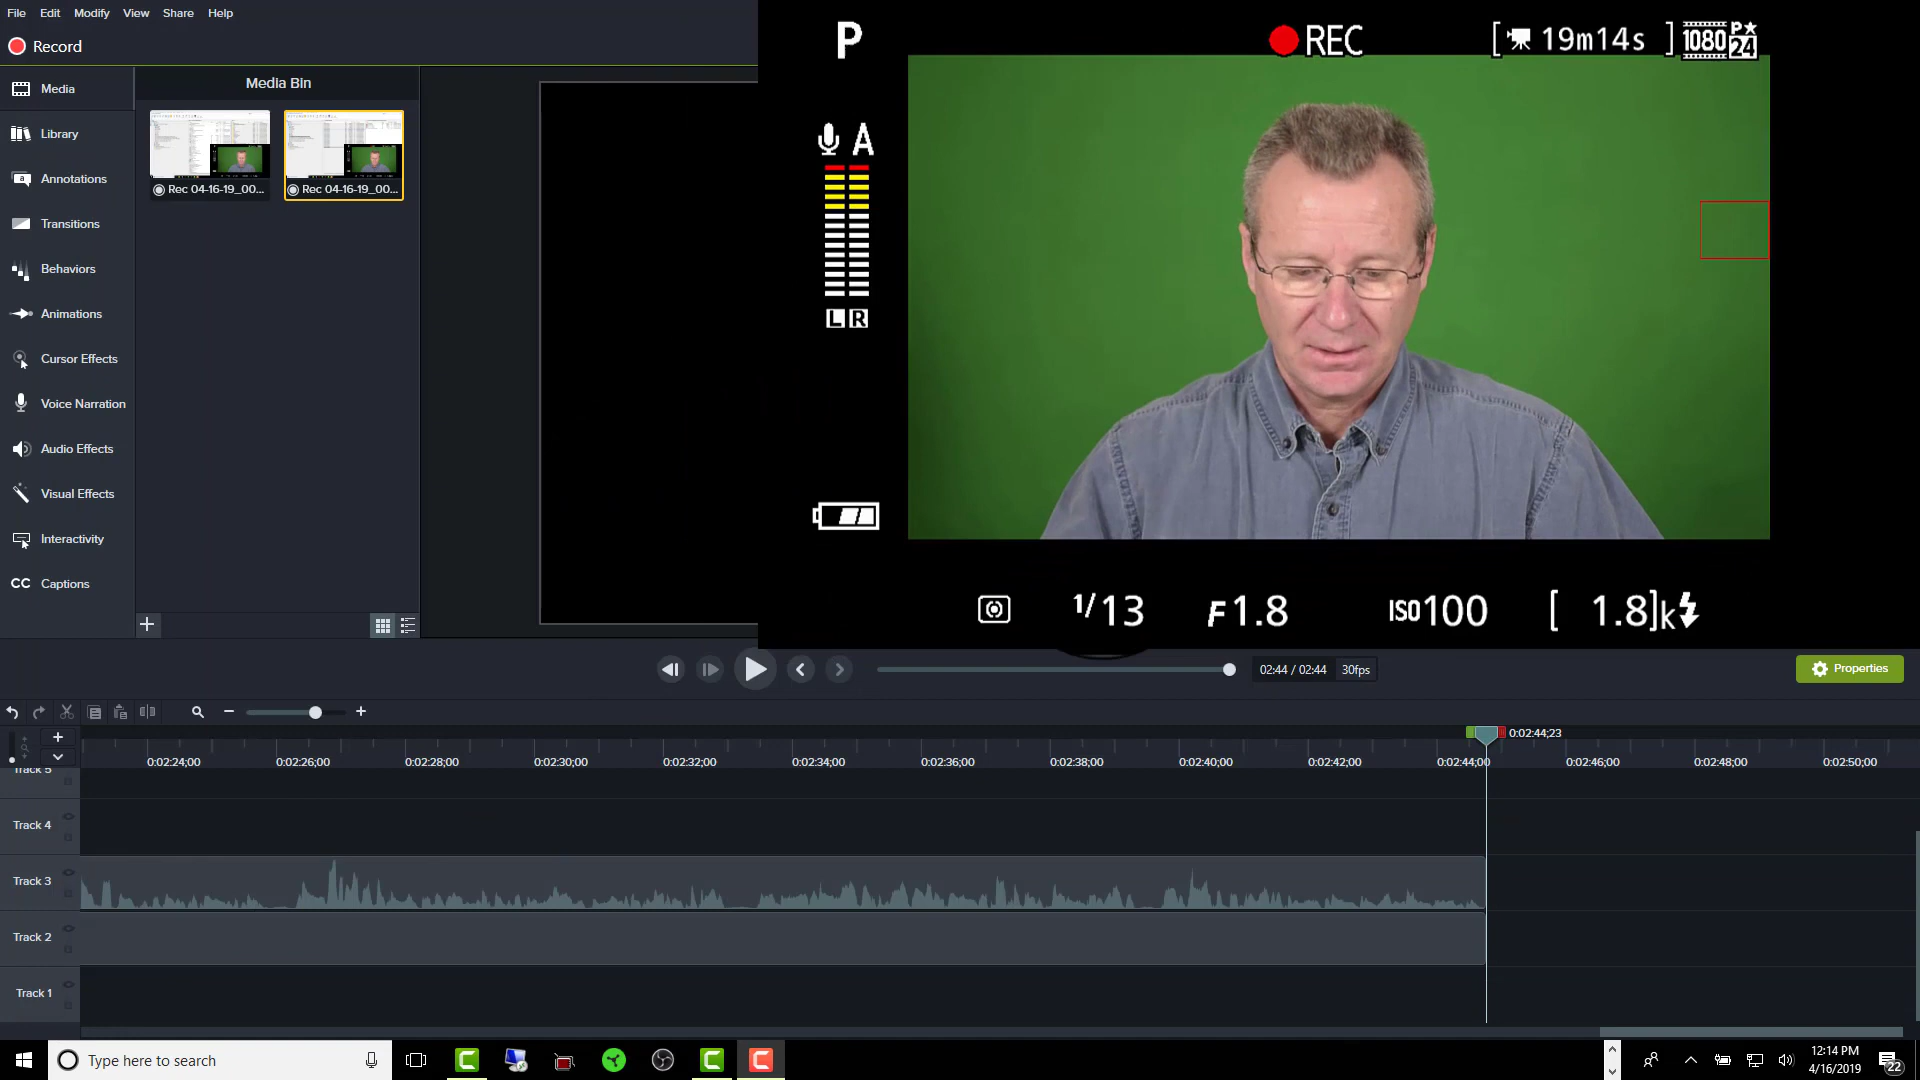 File Edit Modify View Share Help
Record
Media Bin
Media
Library
Annotations
Transitions
Behaviors
Animations
Cursor Effects
Voice Narration
Audio Effects
Visual Effects
Interactivity
CC Captions
Rec 04-16-19_00...
Rec 04-16-19_00...
P
REC
[ 19m14s ] 1080 P★ 24
A
L R
1/13
F1.8
ISO 100
[ 1.8]k
02:44 / 02:44 30fps
Properties
0:02:44;23
0:02:24;00 0:02:26;00 0:02:28;00 0:02:30;00 0:02:32;00 0:02:34;00 0:02:36;00 0:02:38;00 0:02:40;00 0:02:42;00 0:02:44;00 0:02:46;00 0:02:48;00 0:02:50;00
Track 5
Track 4
Track 3
Track 2
Track 1
Type here to search
12:14 PM
4/16/2019
22